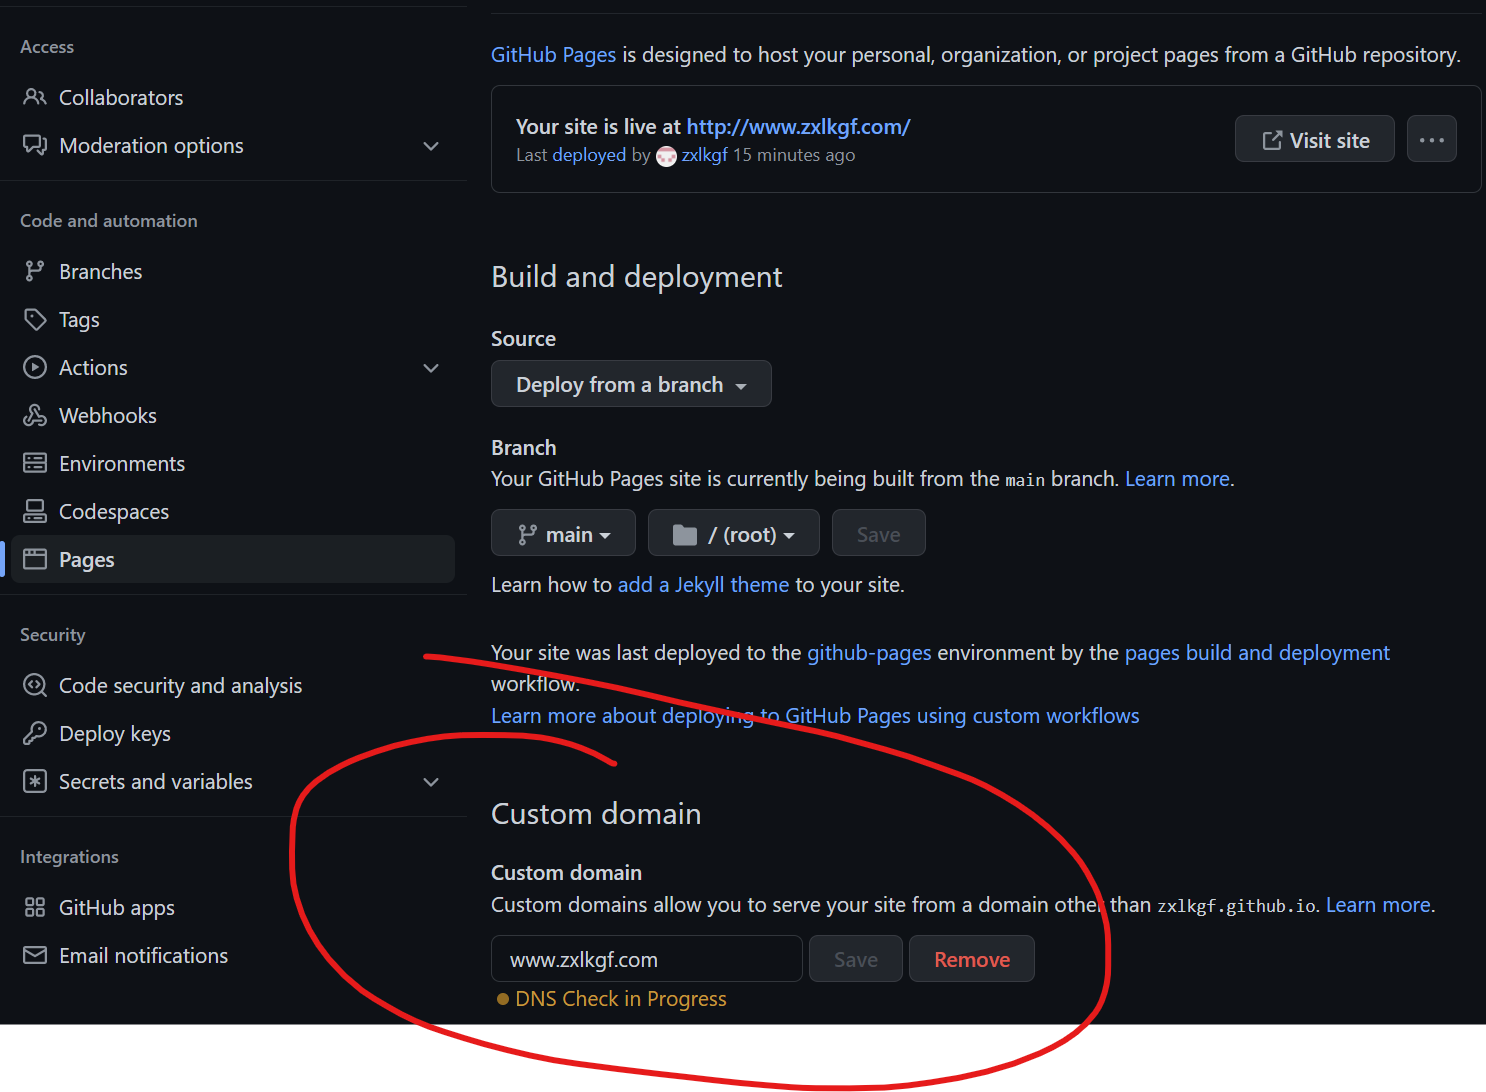 Access
Collaborators
Moderation options
Code and automation
Branches
Tags
Actions
Webhooks
Environments
Codespaces
Pages
Security
Code security and analysis
Deploy keys
Secrets and variables
Integrations
GitHub apps
Email notifications
GitHub Pages is designed to host your personal, organization, or project pages from a GitHub repository.
Your site is live at http://www.zxlkgf.com/
Last deployed by zxlkgf 15 minutes ago
Visit site
Build and deployment
Source
Deploy from a branch
Branch
Your GitHub Pages site is currently being built from the main branch. Learn more.
main / (root) Save
Learn how to add a Jekyll theme to your site.
Your site was last deployed to the github-pages environment by the pages build and deployment
workflow.
Learn more about deploying to GitHub Pages using custom workflows
Custom domain
Custom domain
Custom domains allow you to serve your site from a domain other than zxlkgf.github.io. Learn more.
www.zxlkgf.com Save Remove
DNS Check in Progress